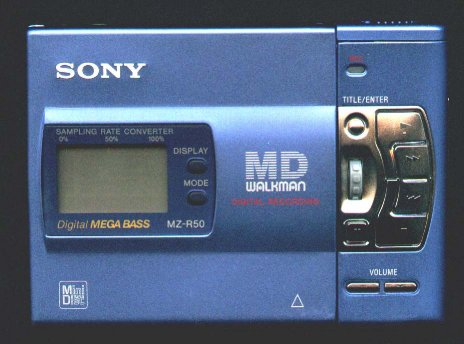 SONY
TITLE/ENTER
SAMPLING RATE CONVERTER
0% 50% 100%
DISPLAY
MODE
MD
WALKMAN
DIGITAL RECORDING
Digital MEGA BASS MZ-R50
VOLUME
Mini
Disc